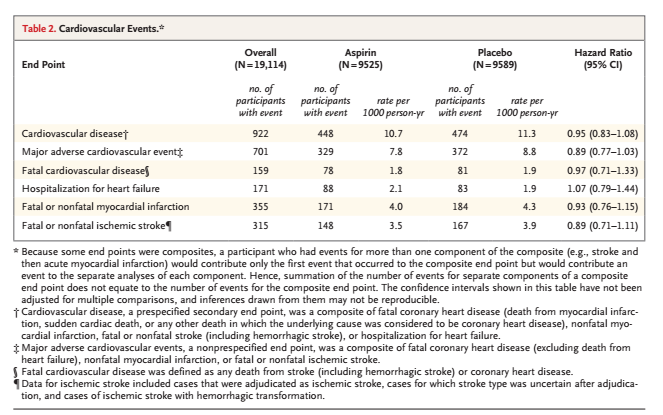 Table 2. Cardiovascular Events.*
End Point Overall (N=19,114) Aspirin (N=9525) Placebo (N=9589) Hazard Ratio (95% CI)
no. of participants with event no. of participants with event rate per 1000 person-yr no. of participants with event rate per 1000 person-yr
Cardiovascular disease† 922 448 10.7 474 11.3 0.95 (0.83–1.08)
Major adverse cardiovascular event‡ 701 329 7.8 372 8.8 0.89 (0.77–1.03)
Fatal cardiovascular disease§ 159 78 1.8 81 1.9 0.97 (0.71–1.33)
Hospitalization for heart failure 171 88 2.1 83 1.9 1.07 (0.79–1.44)
Fatal or nonfatal myocardial infarction 355 171 4.0 184 4.3 0.93 (0.76–1.15)
Fatal or nonfatal ischemic stroke¶ 315 148 3.5 167 3.9 0.89 (0.71–1.11)
* Because some end points were composites, a participant who had events for more than one component of the composite (e.g., stroke and
then acute myocardial infarction) would contribute only the first event that occurred to the composite end point but would contribute an
event to the separate analyses of each component. Hence, summation of the number of events for separate components of a composite
end point does not equate to the number of events for the composite end point. The confidence intervals shown in this table have not been
adjusted for multiple comparisons, and inferences drawn from them may not be reproducible.
† Cardiovascular disease, a prespecified secondary end point, was a composite of fatal coronary heart disease (death from myocardial infarc-
tion, sudden cardiac death, or any other death in which the underlying cause was considered to be coronary heart disease), nonfatal myo-
cardial infarction, fatal or nonfatal stroke (including hemorrhagic stroke), or hospitalization for heart failure.
‡ Major adverse cardiovascular events, a nonprespecified end point, was a composite of fatal coronary heart disease (excluding death from
heart failure), nonfatal myocardial infarction, or fatal or nonfatal ischemic stroke.
§ Fatal cardiovascular disease was defined as any death from stroke (including hemorrhagic stroke) or coronary heart disease.
¶ Data for ischemic stroke included cases that were adjudicated as ischemic stroke, cases for which stroke type was uncertain after adjudica-
tion, and cases of ischemic stroke with hemorrhagic transformation.